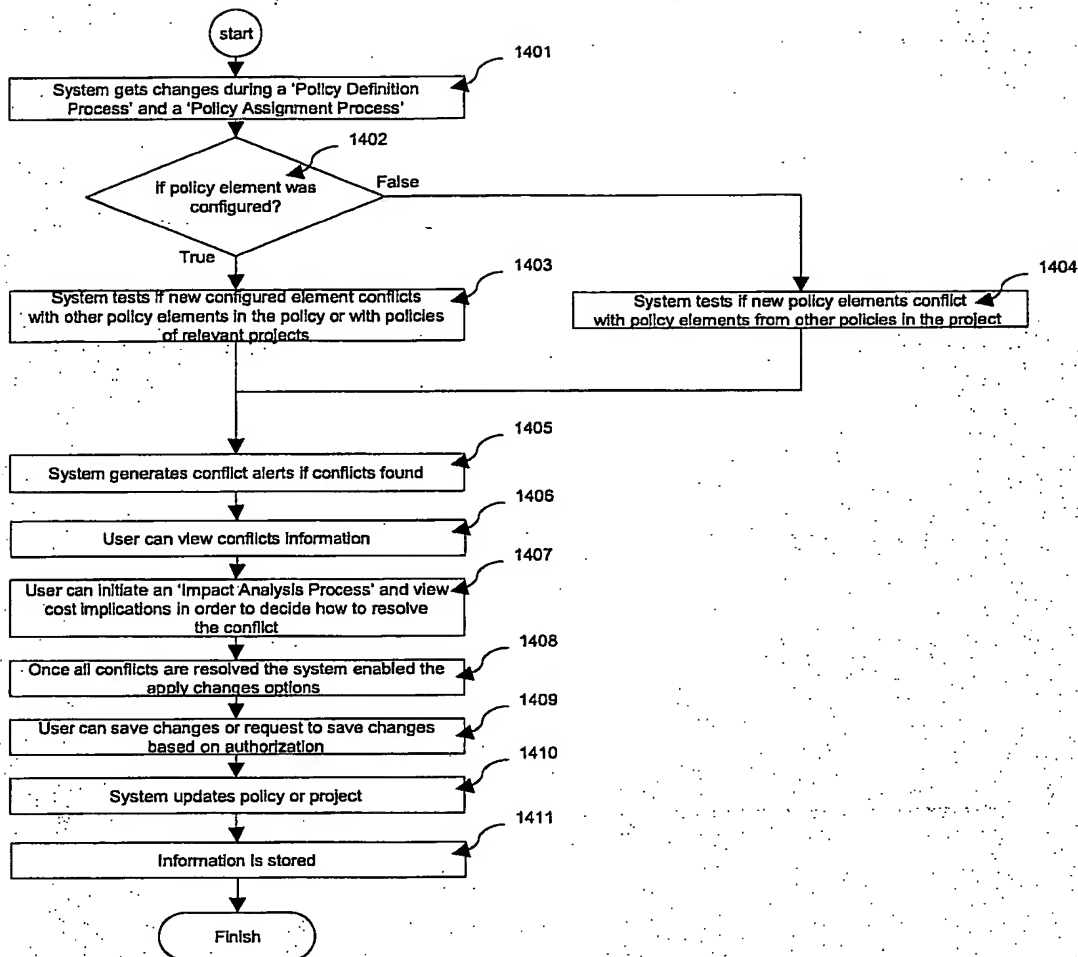 start
1401
System gets changes during a 'Policy Definition
Process' and a 'Policy Assignment Process'
1402
If policy element was
configured?
False
True
1403
System tests if new configured element conflicts
with other policy elements in the policy or with policies
of relevant projects
1404
System tests if new policy elements conflict
with policy elements from other policies in the project
1405
System generates conflict alerts if conflicts found
1406
User can view conflicts information
1407
User can initiate an 'Impact Analysis Process' and view
cost implications in order to decide how to resolve
the conflict
1408
Once all conflicts are resolved the system enabled the
apply changes options
1409
User can save changes or request to save changes
based on authorization
1410
System updates policy or project
1411
Information is stored
Finish